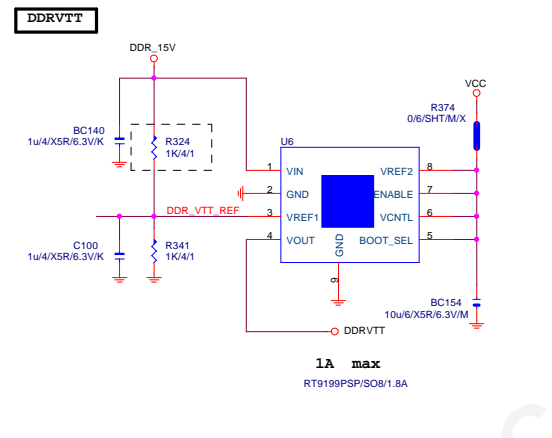 DDRVTT
DDR_15V
VCC
R374
0/6/SHT/M/X
BC140
1u/4/X5R/6.3V/K
R324
1K/4/1
U6
1
VIN
VREF2
8
2
GND
ENABLE
7
DDR_VTT_REF
3
VREF1
VCNTL
6
4
VOUT
BOOT_SEL
5
GND
9
C100
1u/4/X5R/6.3V/K
R341
1K/4/1
BC154
10u/6/X5R/6.3V/M
DDRVTT
1A max
RT9199PSP/SO8/1.8A